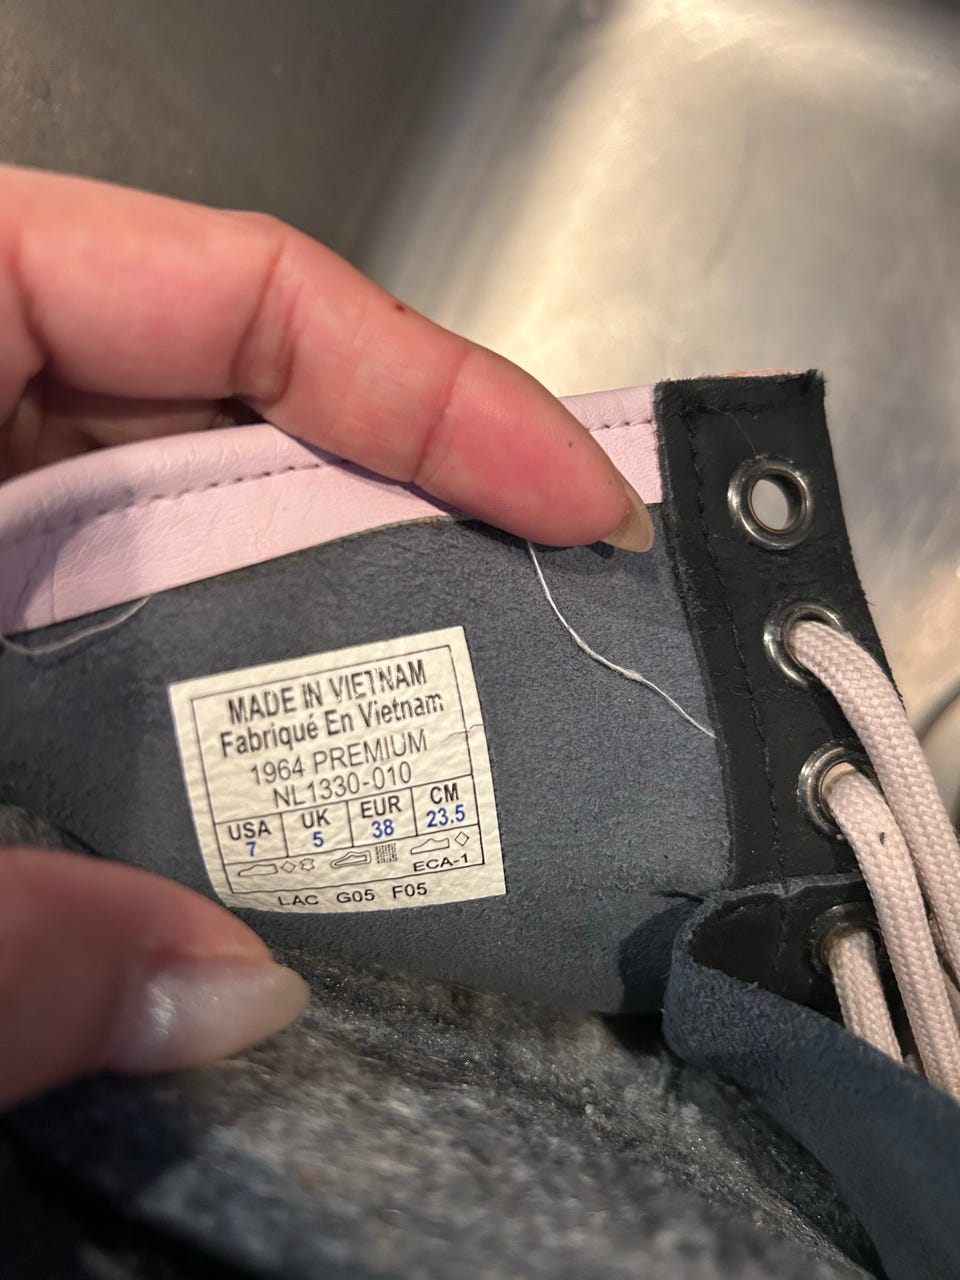 MADE IN VIETNAM
Fabriqué En Vietnam
1964 PREMIUM
NL1330-010
USA UK EUR CM
7 5 38 23.5
ECA-1
LAC G05 F05